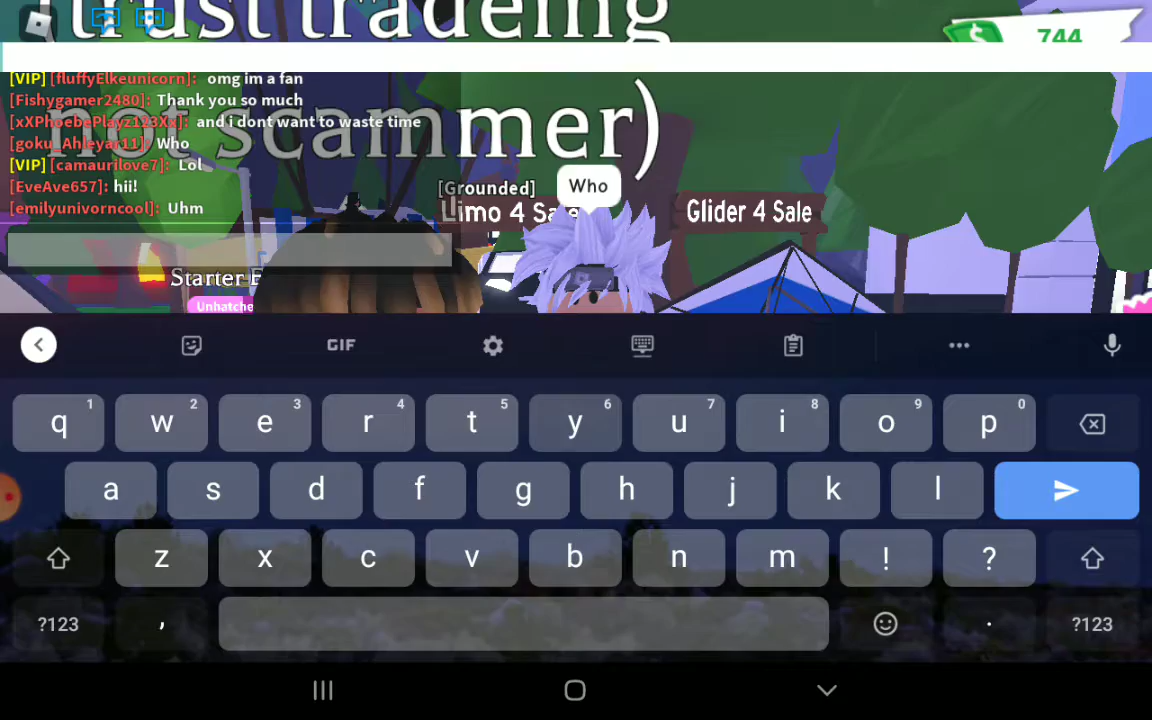 trust tradeing
744
not scammer)
[VIP] [fluffyElkeunicorn]: omg im a fan
[Fishygamer2480]: Thank you so much
[xXPhoebePlayz123Xx]: and i dont want to waste time
[goku_Ahleyar11]: Who
[VIP] [camaurilove7]: Lol
[EveAve657]: hii!
[emilyunivorncool]: Uhm
Who
[Grounded]
Limo 4 Sale
Glider 4 Sale
Starter E
Unhatche
GIF
q 1 w 2 e 3 r 4 t 5 y 6 u 7 i 8 o 9 p 0
a s d f g h j k l
z x c v b n m ! ?
?123 , . ?123